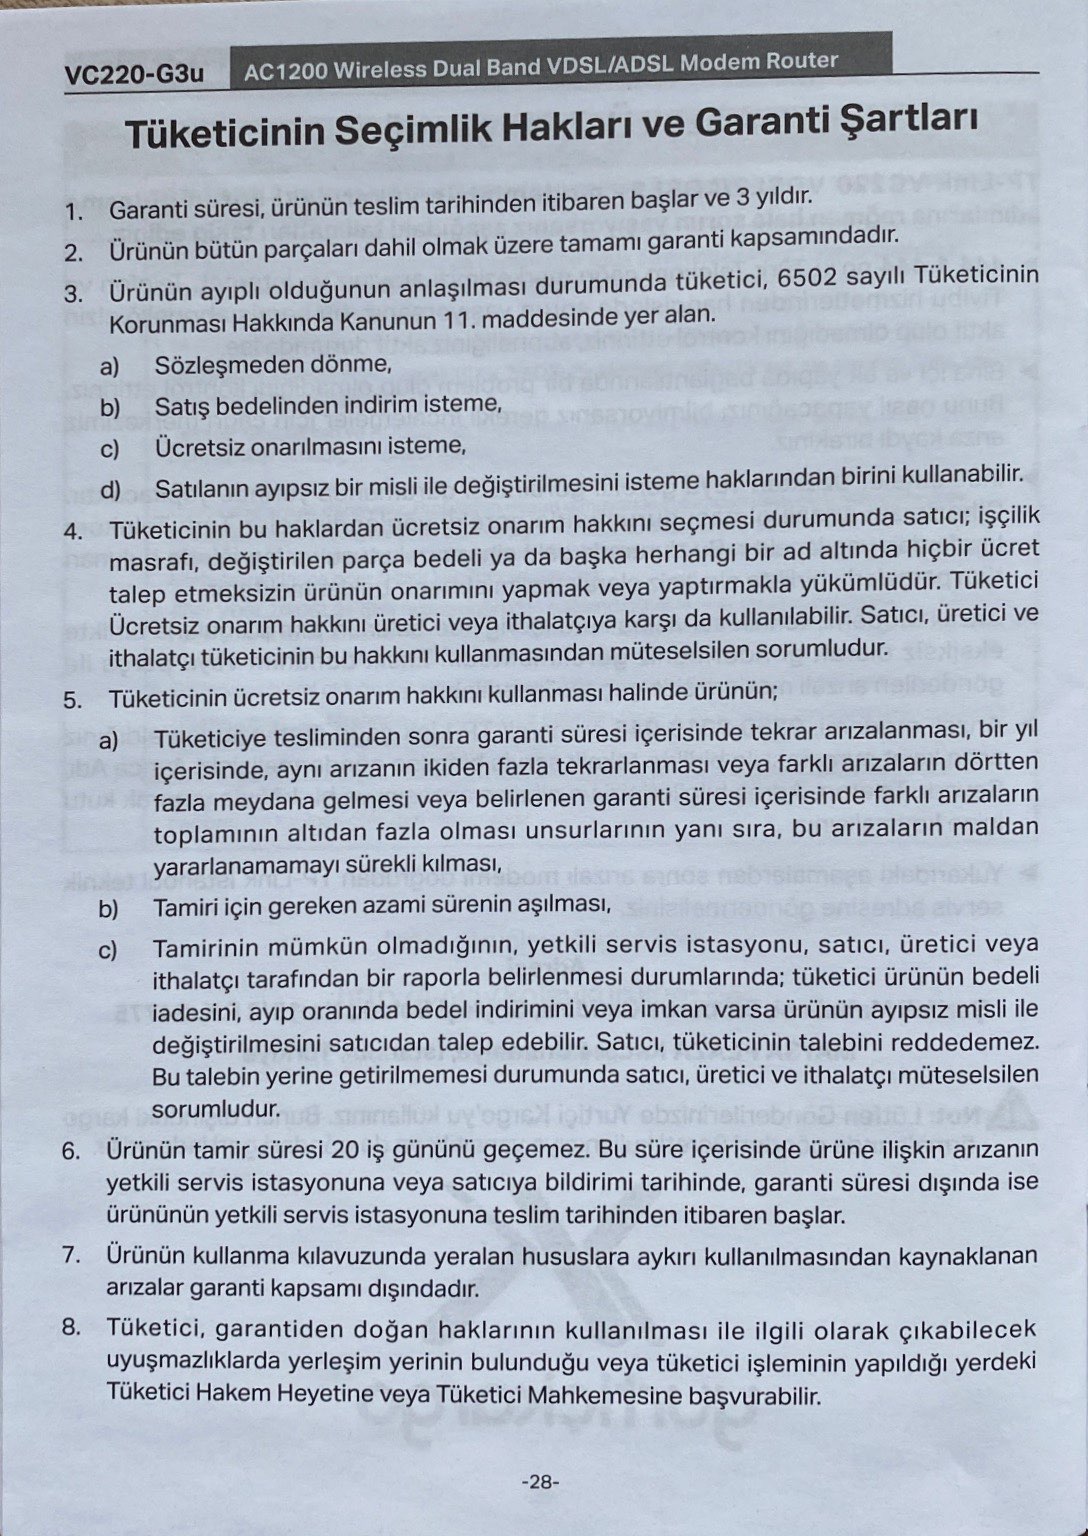 VC220-G3u AC1200 Wireless Dual Band VDSL/ADSL Modem Router
Tüketicinin Seçimlik Hakları ve Garanti Şartları
1. Garanti süresi, ürünün teslim tarihinden itibaren başlar ve 3 yıldır.
2. Ürünün bütün parçaları dahil olmak üzere tamamı garanti kapsamındadır.
3. Ürünün ayıplı olduğunun anlaşılması durumunda tüketici, 6502 sayılı Tüketicinin
Korunması Hakkında Kanunun 11. maddesinde yer alan.
a) Sözleşmeden dönme,
b) Satış bedelinden indirim isteme,
c) Ücretsiz onarılmasını isteme,
d) Satılanın ayıpsız bir misli ile değiştirilmesini isteme haklarından birini kullanabilir.
4. Tüketicinin bu haklardan ücretsiz onarım hakkını seçmesi durumunda satıcı; işçilik
masrafı, değiştirilen parça bedeli ya da başka herhangi bir ad altında hiçbir ücret
talep etmeksizin ürünün onarımını yapmak veya yaptırmakla yükümlüdür. Tüketici
Ücretsiz onarım hakkını üretici veya ithalatçıya karşı da kullanılabilir. Satıcı, üretici ve
ithalatçı tüketicinin bu hakkını kullanmasından müteselsilen sorumludur.
5. Tüketicinin ücretsiz onarım hakkını kullanması halinde ürünün;
a) Tüketiciye tesliminden sonra garanti süresi içerisinde tekrar arızalanması, bir yıl
içerisinde, aynı arızanın ikiden fazla tekrarlanması veya farklı arızaların dörtten
fazla meydana gelmesi veya belirlenen garanti süresi içerisinde farklı arızaların
toplamının altıdan fazla olması unsurlarının yanı sıra, bu arızaların maldan
yararlanamamayı sürekli kılması,
b) Tamiri için gereken azami sürenin aşılması,
c) Tamirinin mümkün olmadığının, yetkili servis istasyonu, satıcı, üretici veya
ithalatçı tarafından bir raporla belirlenmesi durumlarında; tüketici ürünün bedeli
iadesini, ayıp oranında bedel indirimini veya imkan varsa ürünün ayıpsız misli ile
değiştirilmesini satıcıdan talep edebilir. Satıcı, tüketicinin talebini reddedemez.
Bu talebin yerine getirilmemesi durumunda satıcı, üretici ve ithalatçı müteselsilen
sorumludur.
6. Ürünün tamir süresi 20 iş gününü geçemez. Bu süre içerisinde ürüne ilişkin arızanın
yetkili servis istasyonuna veya satıcıya bildirimi tarihinde, garanti süresi dışında ise
ürününün yetkili servis istasyonuna teslim tarihinden itibaren başlar.
7. Ürünün kullanma kılavuzunda yeralan hususlara aykırı kullanılmasından kaynaklanan
arızalar garanti kapsamı dışındadır.
8. Tüketici, garantiden doğan haklarının kullanılması ile ilgili olarak çıkabilecek
uyuşmazlıklarda yerleşim yerinin bulunduğu veya tüketici işleminin yapıldığı yerdeki
Tüketici Hakem Heyetine veya Tüketici Mahkemesine başvurabilir.
-28-